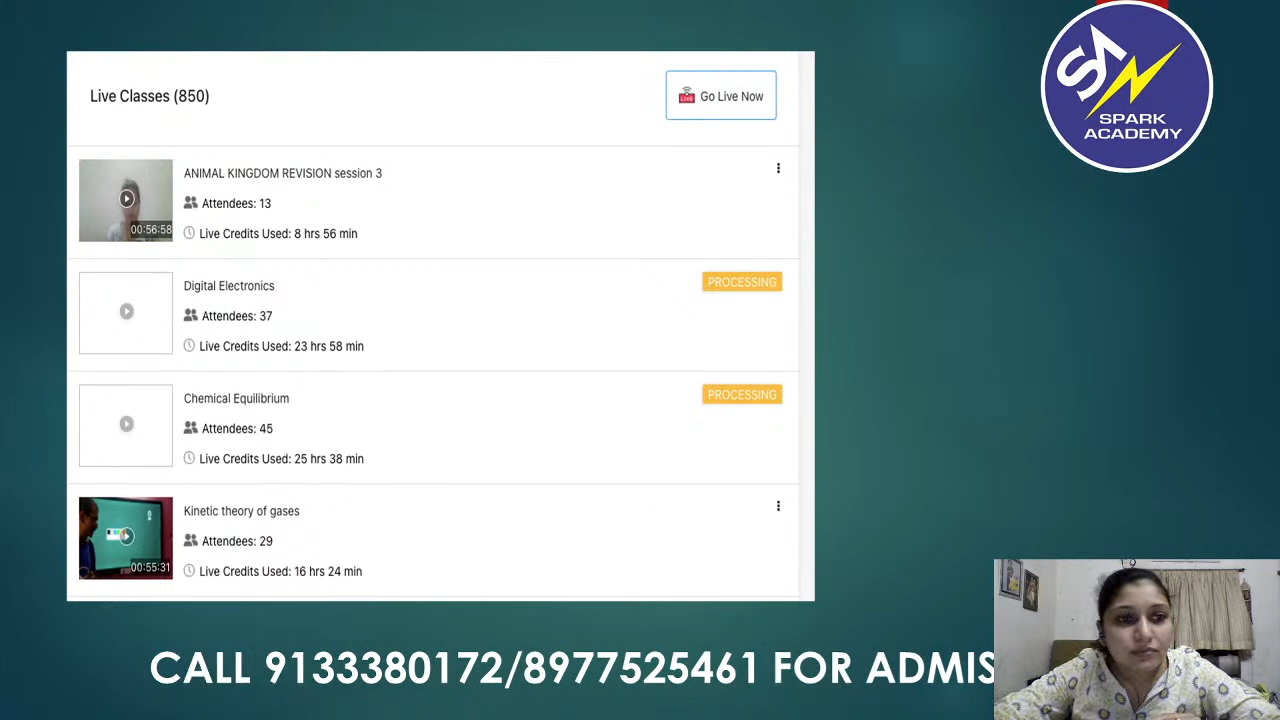 Live Classes (850)
Go Live Now
LIVE
SPARK
ACADEMY
ANIMAL KINGDOM REVISION session 3
Attendees: 13
00:56:58
Live Credits Used: 8 hrs 56 min
Digital Electronics
PROCESSING
Attendees: 37
Live Credits Used: 23 hrs 58 min
Chemical Equilibrium
PROCESSING
Attendees: 45
Live Credits Used: 25 hrs 38 min
Kinetic theory of gases
Attendees: 29
00:55:31
Live Credits Used: 16 hrs 24 min
CALL 9133380172/8977525461 FOR ADMIS